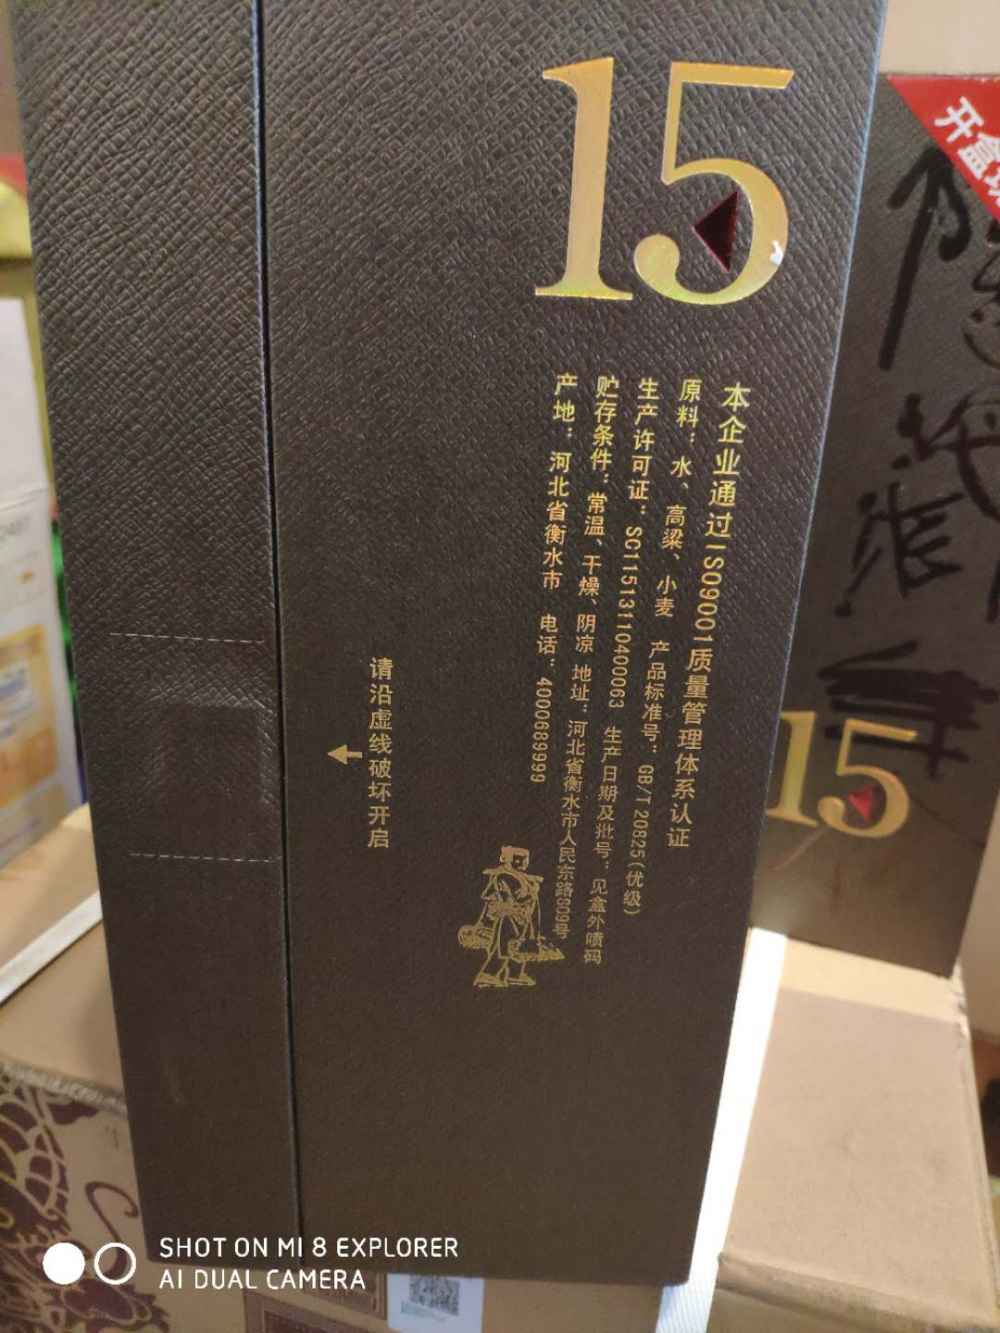 15
本企业通过ISO9001质量管理体系认证
原料：水、高粱、小麦 产品标准号：GB/T 20825(优级)
生产许可证：SC11513110400063 生产日期及批号：见盒外喷码
贮存条件：常温、干燥、阴凉 地址：河北省衡水市人民东路809号
产地：河北省衡水市 电话：4000689999
请沿虚线破坏开启
开盒
15
SHOT ON MI 8 EXPLORER
AI DUAL CAMERA